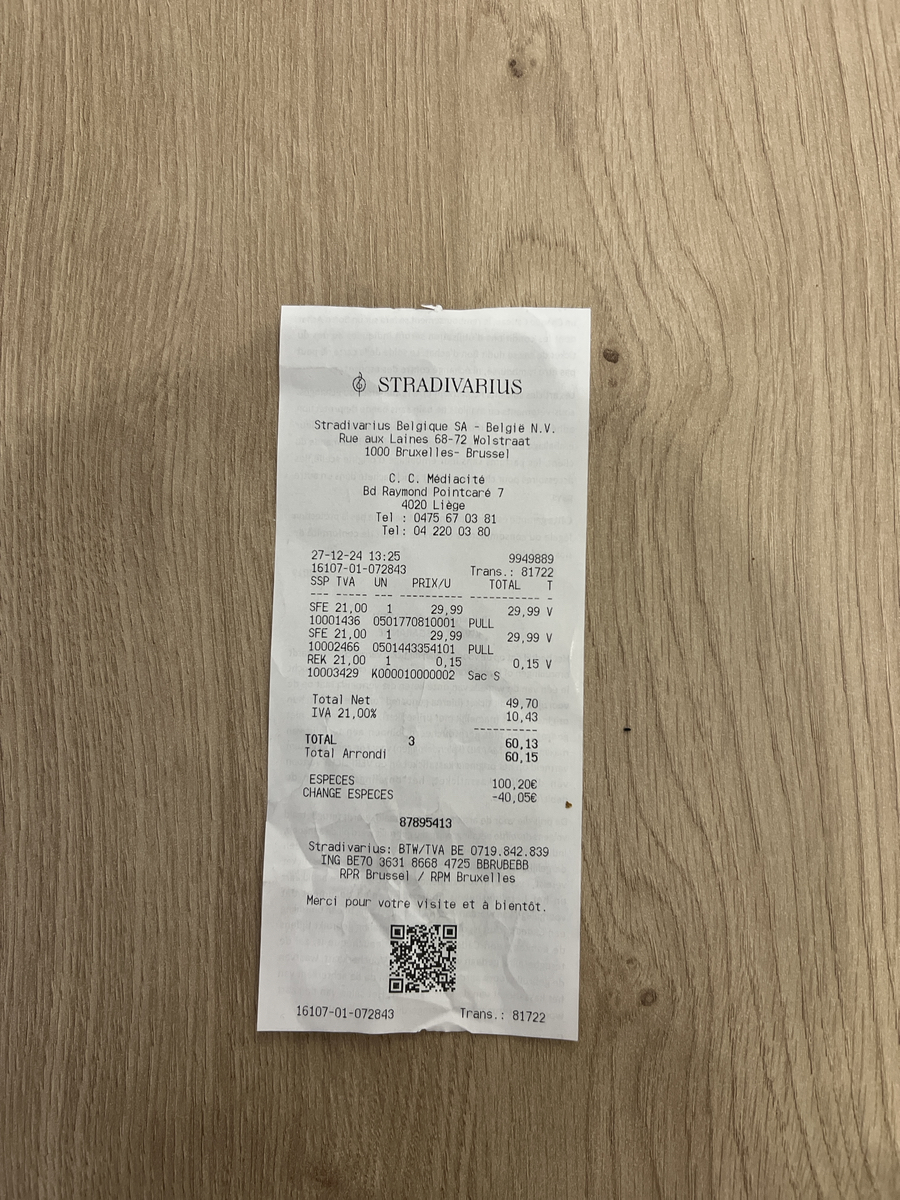 STRADIVARIUS
Stradivarius Belgique SA - België N.V.
Rue aux Laines 68-72 Wolstraat
1000 Bruxelles- Brussel
C. C. Médiacité
Bd Raymond Pointcaré 7
4020 Liège
Tel : 0475 67 03 81
Tel: 04 220 03 80
27-12-24 13:25 9949889
16107-01-072843 Trans.: 81722
SSP TVA UN PRIX/U TOTAL T
--- ----- --- ---------- ----------- -
SFE 21,00 1 29,99 29,99 V
10001436 0501770810001 PULL
SFE 21,00 1 29,99 29,99 V
10002466 0501443354101 PULL
REK 21,00 1 0,15 0,15 V
10003429 K000010000002 Sac S
Total Net 49,70
IVA 21,00% 10,43
----------
TOTAL 3 60,13
Total Arrondi 60,15
ESPECES 100,20€
CHANGE ESPECES -40,05€
87895413
Stradivarius: BTW/TVA BE 0719.842.839
ING BE70 3631 8668 4725 BBRUBEBB
RPR Brussel / RPM Bruxelles
Merci pour votre visite et à bientôt.
16107-01-072843 Trans.: 81722